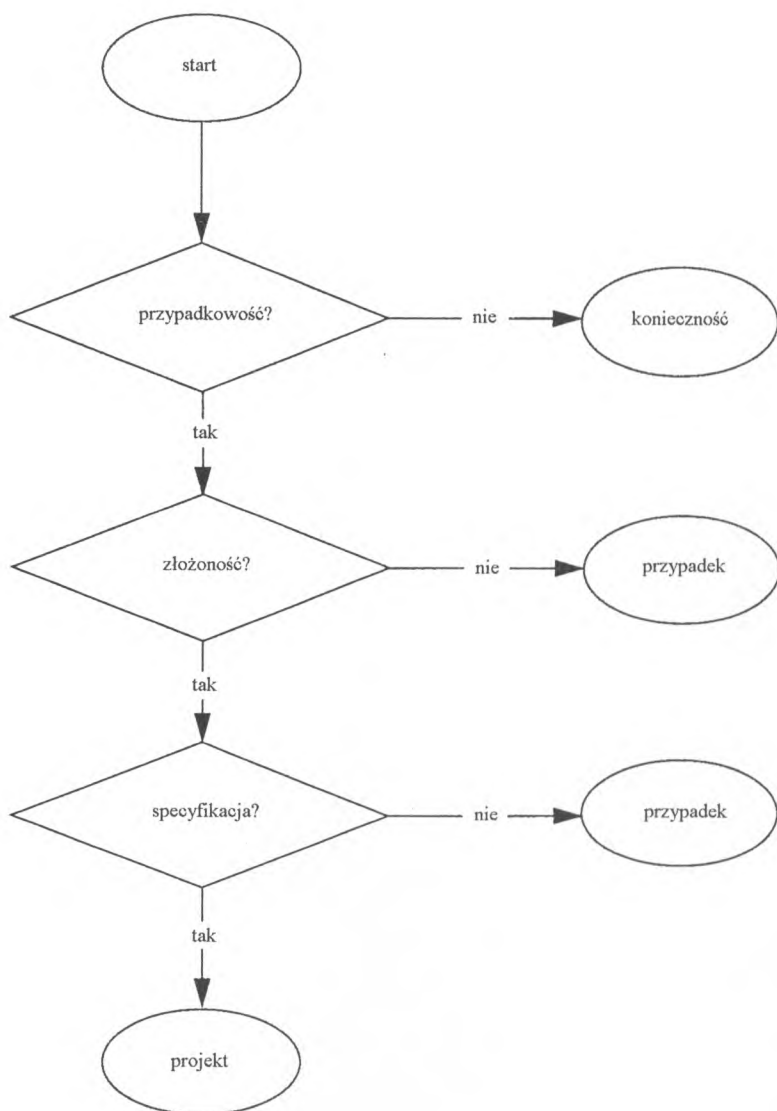 start
przypadkowość?
nie
konieczność
tak
złożoność?
nie
przypadek
tak
specyfikacja?
nie
przypadek
tak
projekt